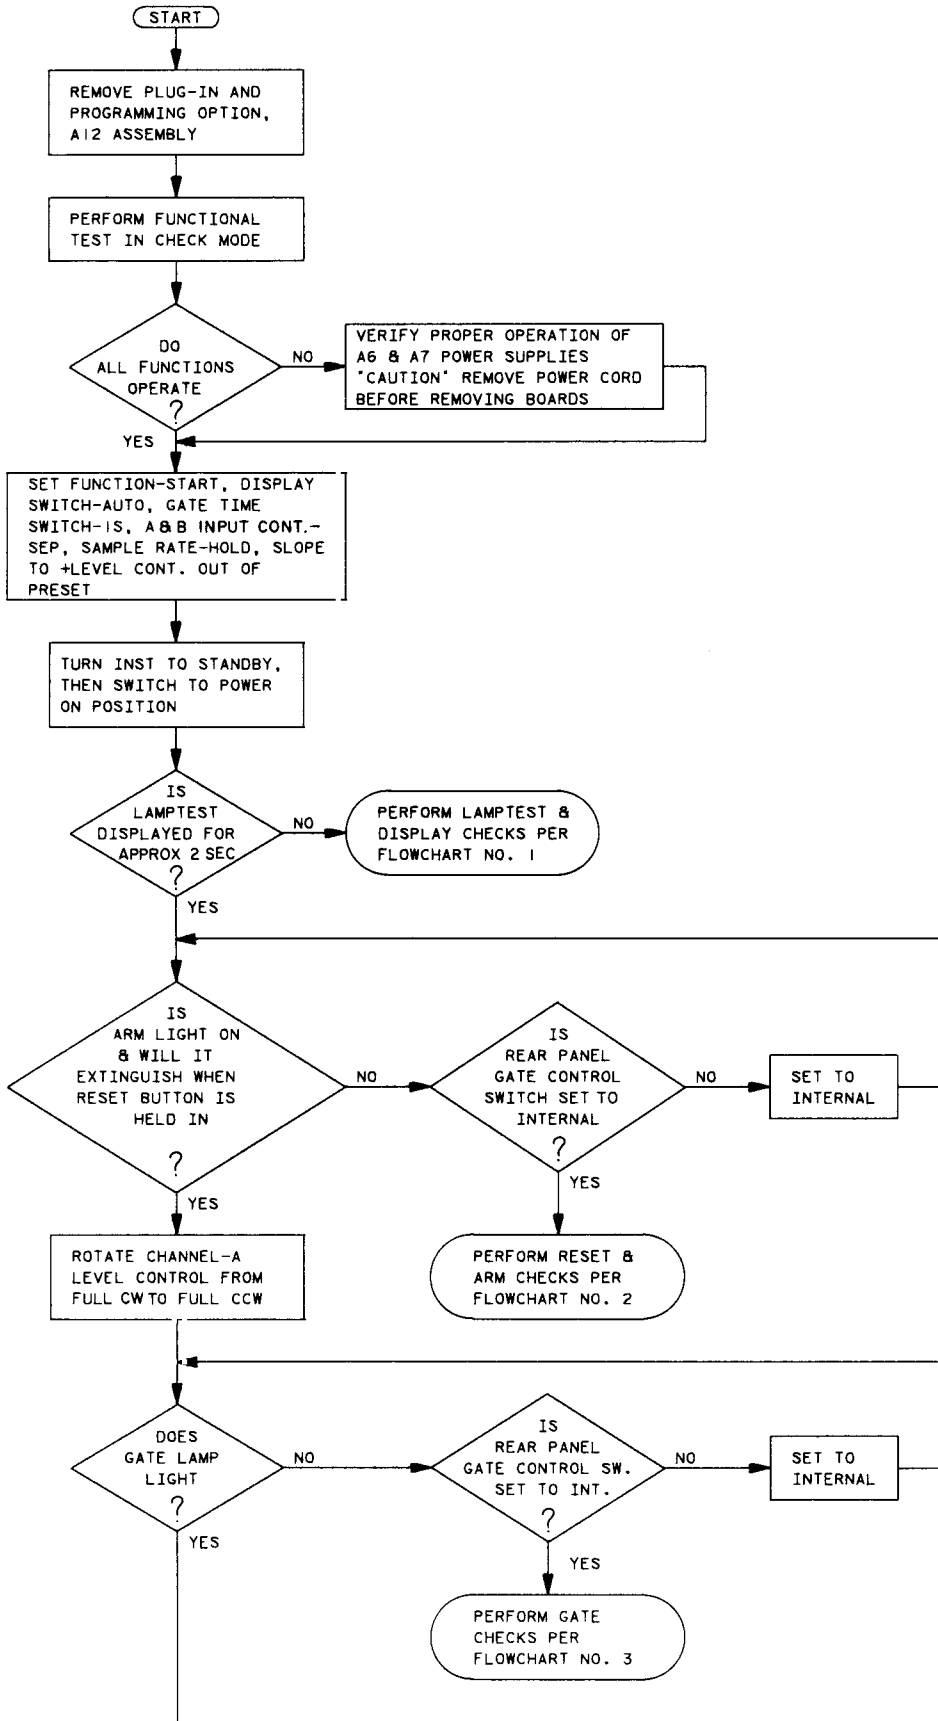 START
REMOVE PLUG-IN AND
PROGRAMMING OPTION,
A12 ASSEMBLY
PERFORM FUNCTIONAL
TEST IN CHECK MODE
DO
ALL FUNCTIONS
OPERATE
?
NO
VERIFY PROPER OPERATION OF
A6 & A7 POWER SUPPLIES
"CAUTION" REMOVE POWER CORD
BEFORE REMOVING BOARDS
YES
SET FUNCTION-START, DISPLAY
SWITCH-AUTO, GATE TIME
SWITCH-1S, A&B INPUT CONT.-
SEP, SAMPLE RATE-HOLD, SLOPE
TO +LEVEL CONT. OUT OF
PRESET
TURN INST TO STANDBY,
THEN SWITCH TO POWER
ON POSITION
IS
LAMPTEST
DISPLAYED FOR
APPROX 2 SEC
?
NO
PERFORM LAMPTEST &
DISPLAY CHECKS PER
FLOWCHART NO. 1
YES
IS
ARM LIGHT ON
& WILL IT
EXTINGUISH WHEN
RESET BUTTON IS
HELD IN
?
NO
IS
REAR PANEL
GATE CONTROL
SWITCH SET TO
INTERNAL
?
NO
SET TO
INTERNAL
YES
YES
ROTATE CHANNEL-A
LEVEL CONTROL FROM
FULL CW TO FULL CCW
PERFORM RESET &
ARM CHECKS PER
FLOWCHART NO. 2
DOES
GATE LAMP
LIGHT
?
NO
IS
REAR PANEL
GATE CONTROL SW.
SET TO INT.
?
NO
SET TO
INTERNAL
YES
YES
PERFORM GATE
CHECKS PER
FLOWCHART NO. 3